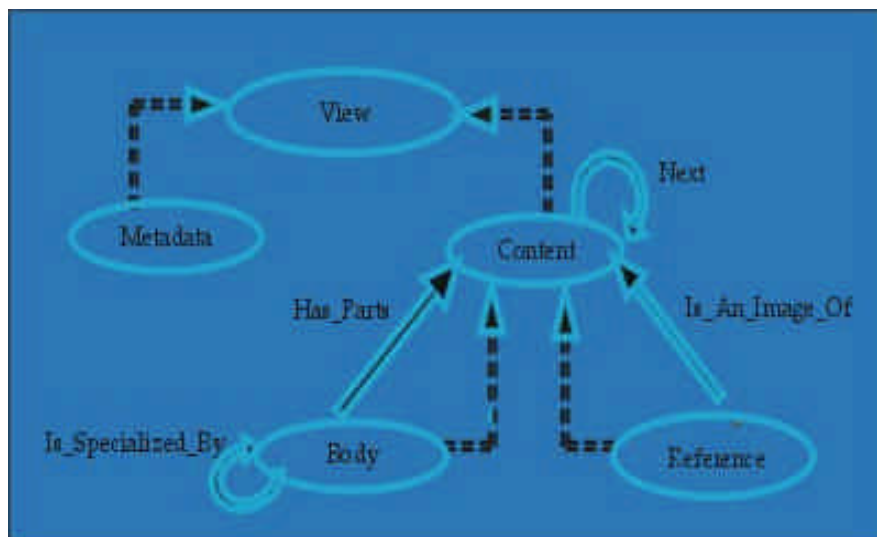 View
Metadata
Next
Content
Has_Parts
Is_An_Image_Of
Is_Specialized_By
Body
Reference